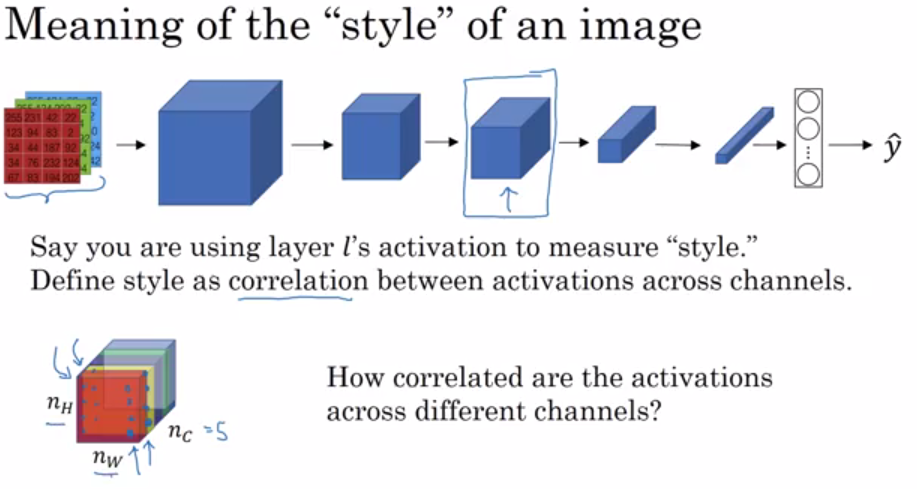 Meaning of the “style” of an image
255 231 42 22
123 94 83 2
34 44 187 92
34 76 232 124
67 83 194 202
ŷ
Say you are using layer l’s activation to measure “style.”
Define style as correlation between activations across channels.
How correlated are the activations
across different channels?
n_H
n_C =5
n_W